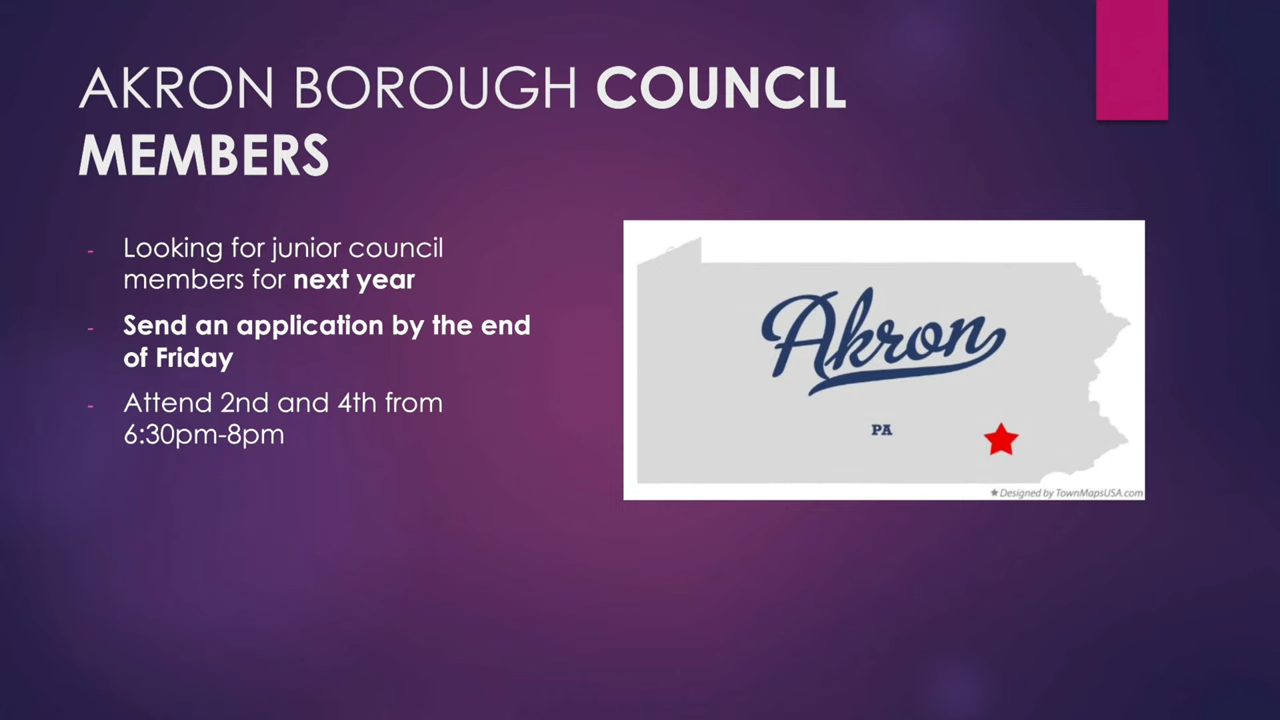 AKRON BOROUGH COUNCIL
MEMBERS
- Looking for junior council
members for next year
- Send an application by the end
of Friday
- Attend 2nd and 4th from
6:30pm-8pm
Akron
PA
★ Designed by TownMapsUSA.com